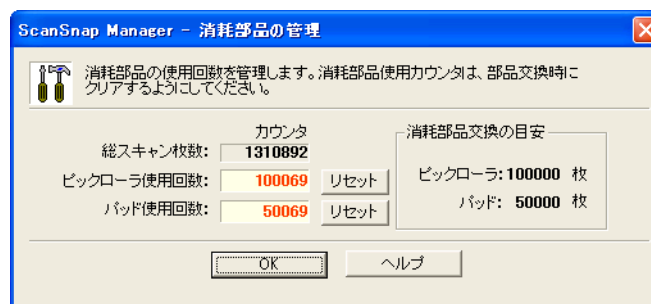 ScanSnap Manager - 消耗部品の管理
消耗部品の使用回数を管理します。消耗部品使用カウンタは、部品交換時に
クリアするようにしてください。
カウンタ
総スキャン枚数: 1310892
ピックローラ使用回数: 100069 リセット
パッド使用回数: 50069 リセット
消耗部品交換の目安
ピックローラ: 100000 枚
パッド: 50000 枚
OK ヘルプ